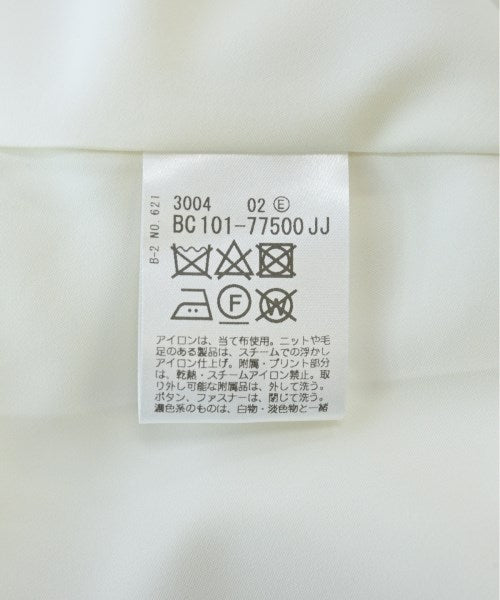 3004 02 Ⓔ
BC101-77500JJ
B-2 NO.621
F
W
アイロンは、当て布使用。ニットや毛
足のある製品は、スチームでの浮かし
アイロン仕上げ。附属・プリント部分
は、乾熱・スチームアイロン禁止。取
り外し可能な附属品は、外して洗う。
ボタン、ファスナーは、閉じて洗う。
濃色系のものは、白物・淡色物と一緒